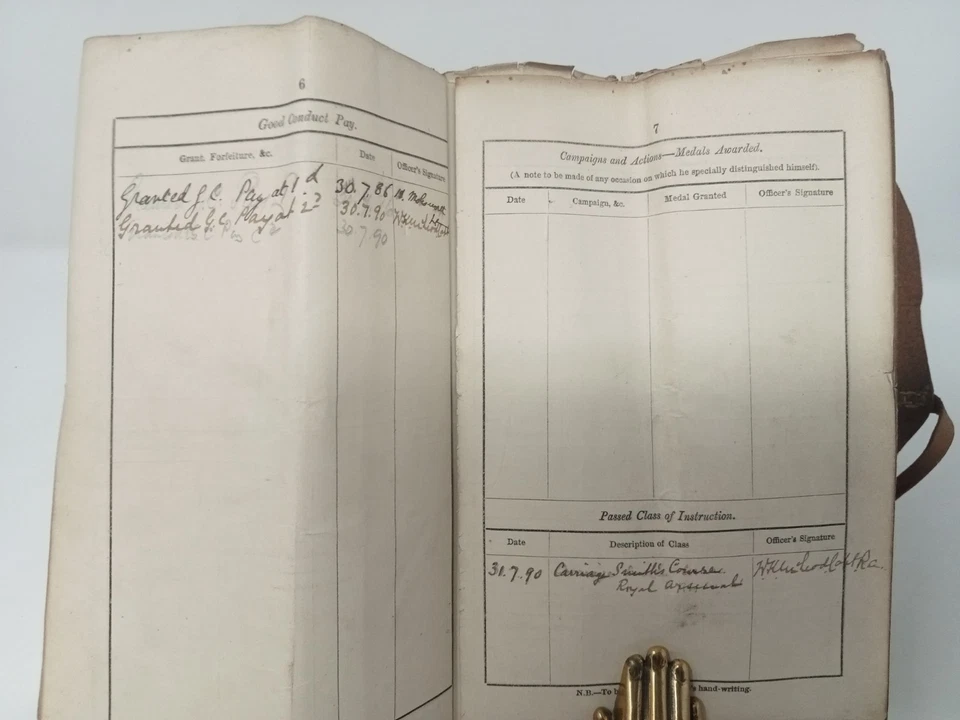 6
Good Conduct Pay.
Grant, Forfeiture, &c.
Date
Officer's Signature
Granted G.C. Pay at 1d
30.7.86
Granted G.C. Pay at 2d
30.7.90
30 7.90
7
Campaigns and Actions—Medals Awarded.
(A note to be made of any occasion on which he specially distinguished himself).
Date
Campaign, &c.
Medal Granted
Officer's Signature
Passed Class of Instruction.
Date
Description of Class
Officer's Signature
31.7.90
Carriage Smith's Course
Royal Arsenal
N.B.—To
's hand-writing.